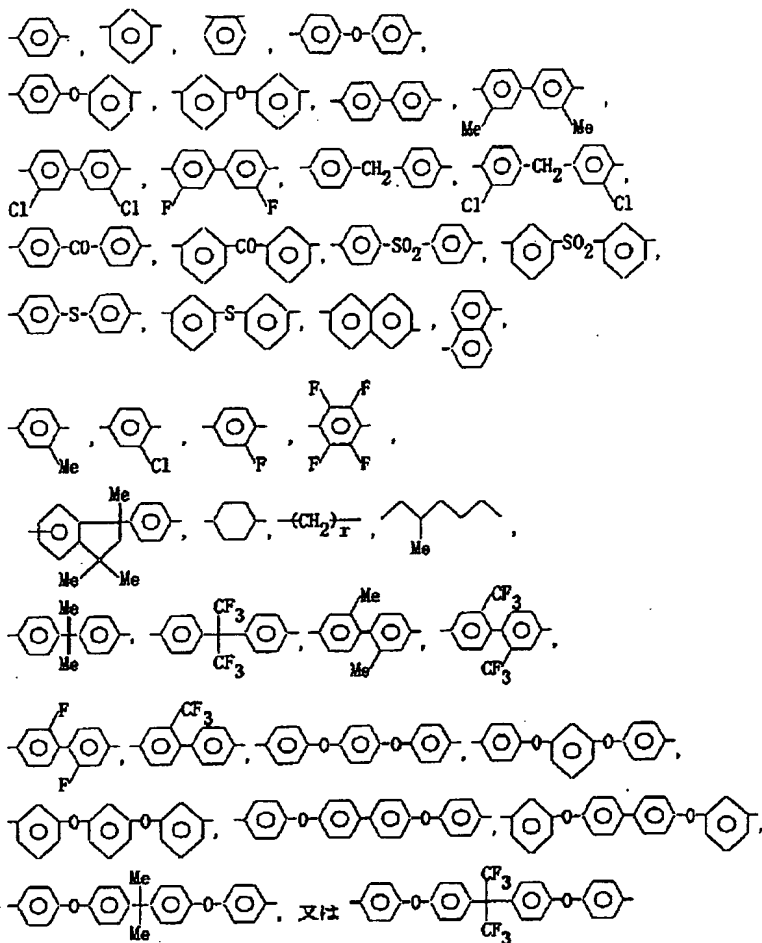 , , , O ,
O , O , , Me Me ,
Cl Cl , F F , CH2 , Cl CH2 Cl ,
CO , CO , SO2 , SO2 ,
S , S , , ,
Me , Cl , F , F F F F ,
Me Me Me , , (CH2)r , Me ,
Me Me , CF3 CF3 , Me Me , CF3 CF3 ,
F F , CF3 , O O , O O ,
O O , O O , O O ,
O Me Me O , 又は O CF3 CF3 O